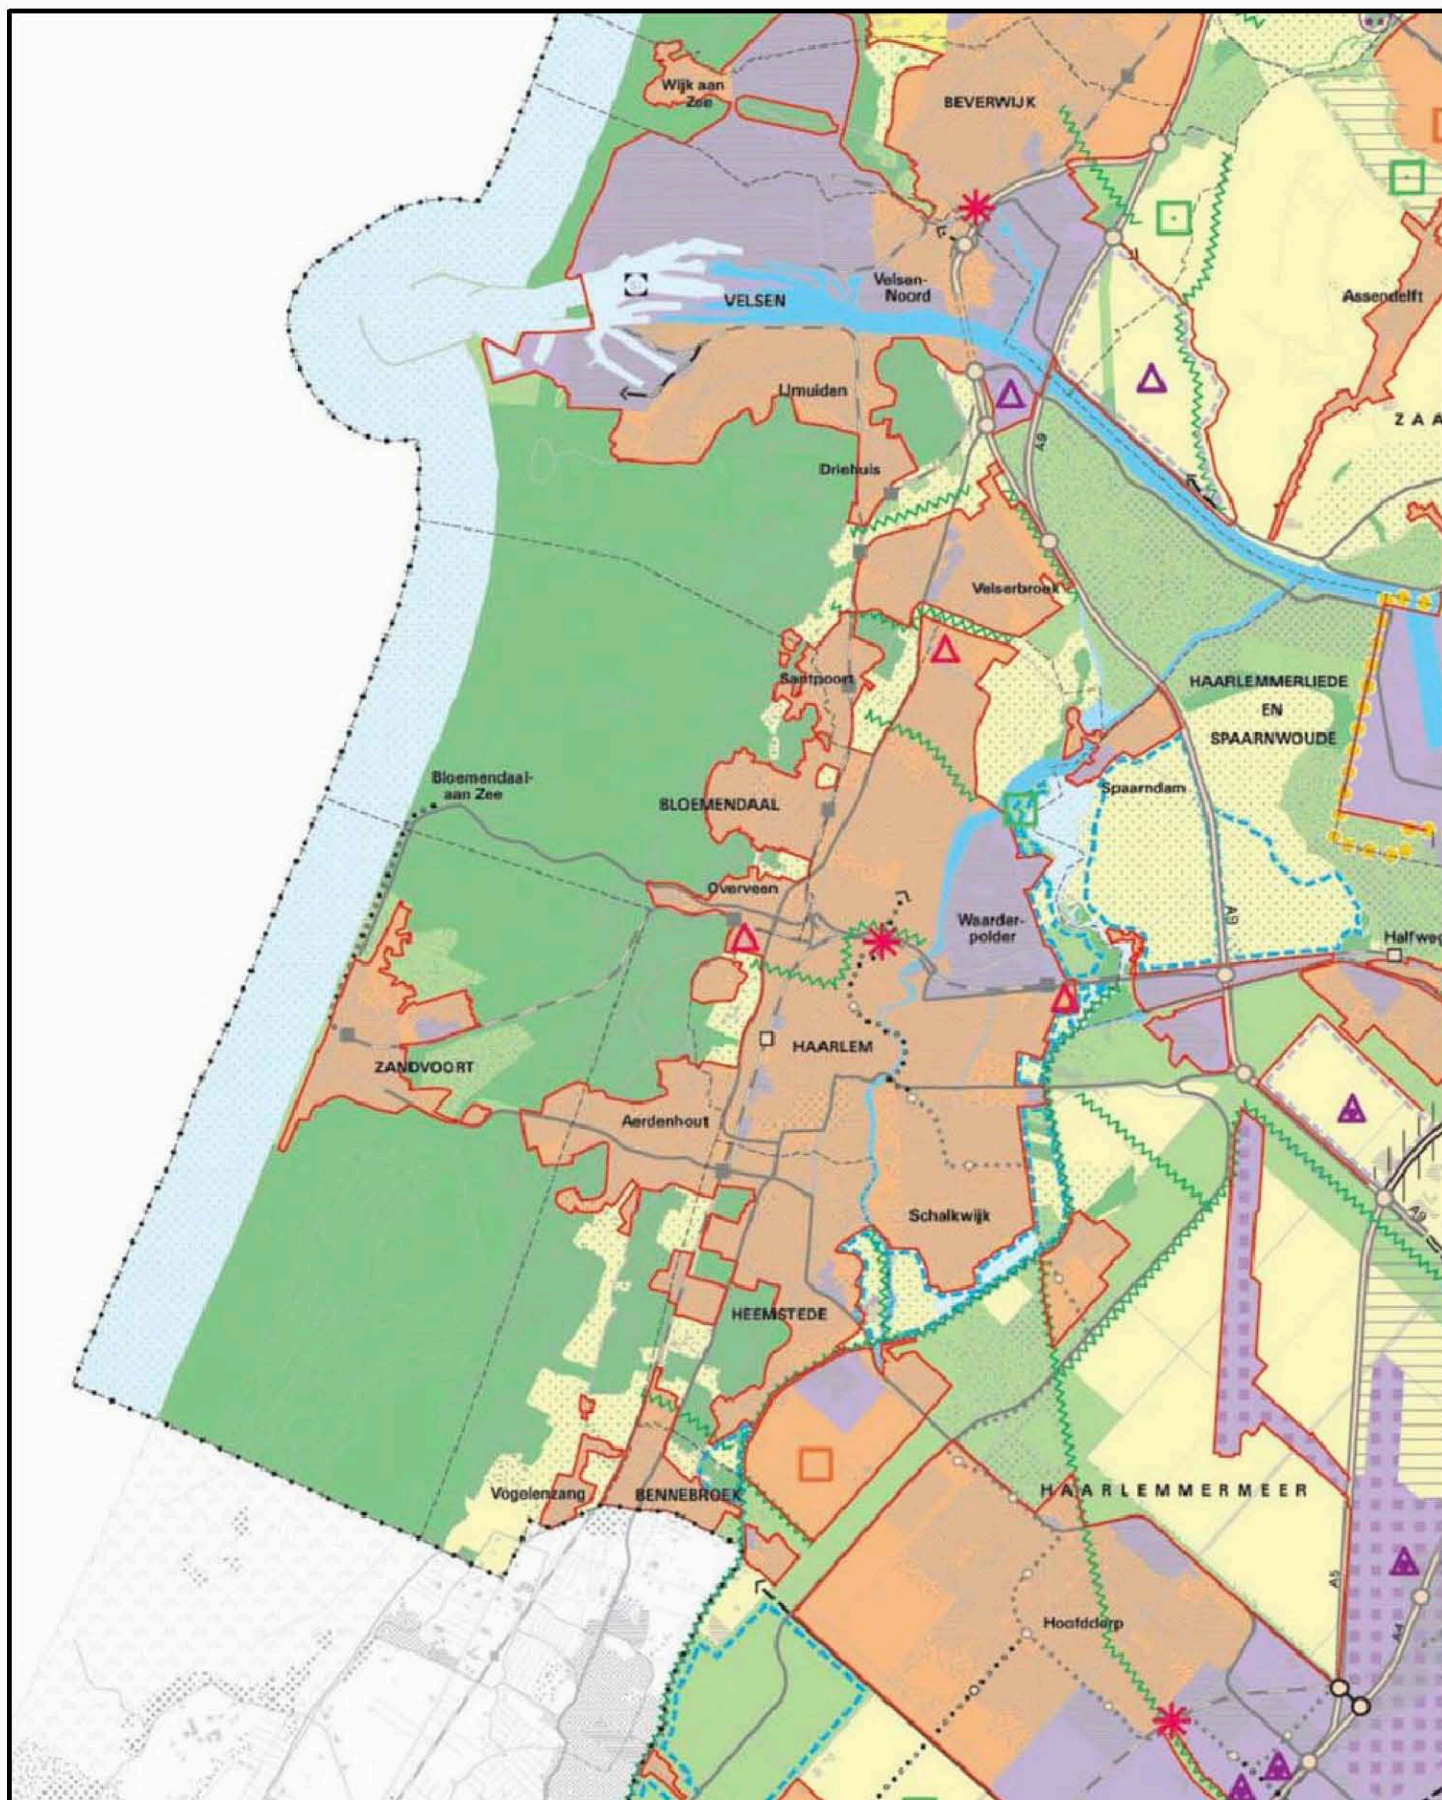 Wijk aan
Zee
BEVERWIJK
Velsen-
Noord
VELSEN
Assendelft
IJmuiden
A9
Driehuis
Velserbroek
Santpoort
HAARLEMMERLIEDE
EN
SPAARNWOUDE
Bloemendaal-
aan Zee
BLOEMENDAAL
Spaarndam
Overveen
Waarder-
polder
A9
Halfweg
HAARLEM
ZANDVOORT
Aerdenhout
Schalkwijk
A9
HEEMSTEDE
Vogelenzang
BENNEBROEK
HAARLEMMERMEER
A5
Hoofddorp
A4